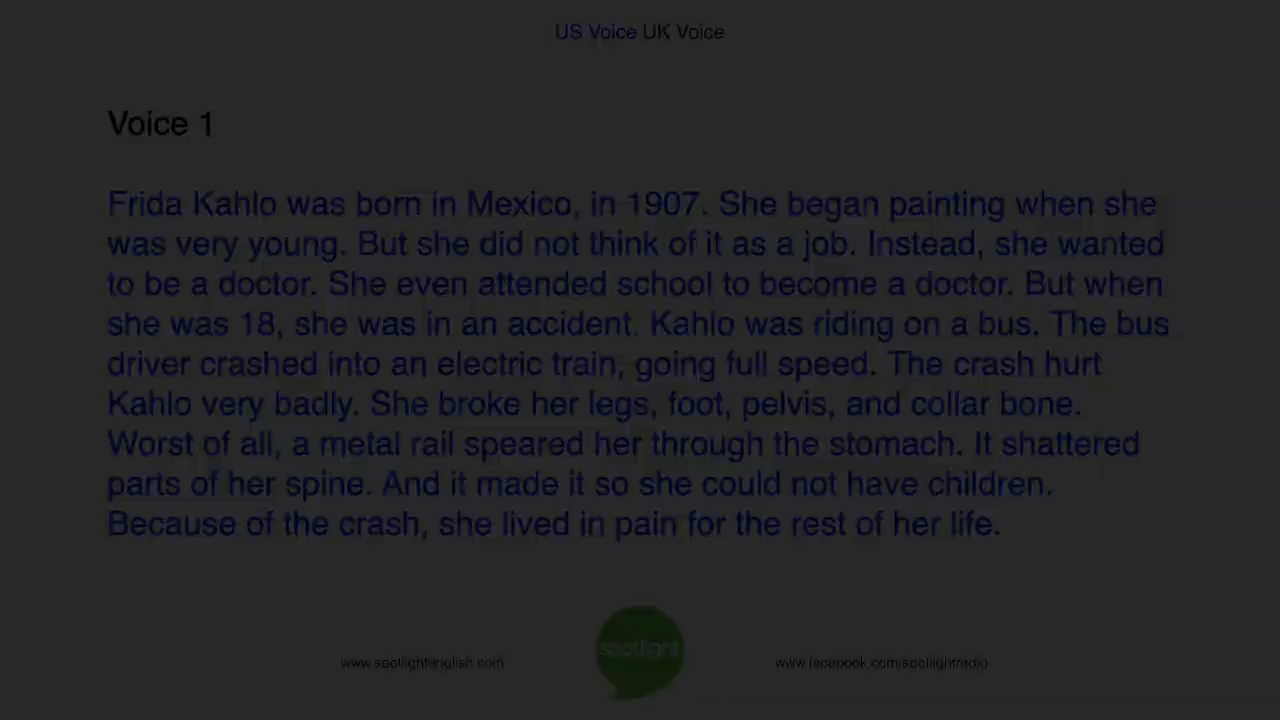 US Voice UK Voice
Voice 1
Frida Kahlo was born in Mexico, in 1907. She began painting when she
was very young. But she did not think of it as a job. Instead, she wanted
to be a doctor. She even attended school to become a doctor. But when
she was 18, she was in an accident. Kahlo was riding on a bus. The bus
driver crashed into an electric train, going full speed. The crash hurt
Kahlo very badly. She broke her legs, foot, pelvis, and collar bone.
Worst of all, a metal rail speared her through the stomach. It shattered
parts of her spine. And it made it so she could not have children.
Because of the crash, she lived in pain for the rest of her life.
spotlight
www.spotlightenglish.com
www.facebook.com/spotlightradio